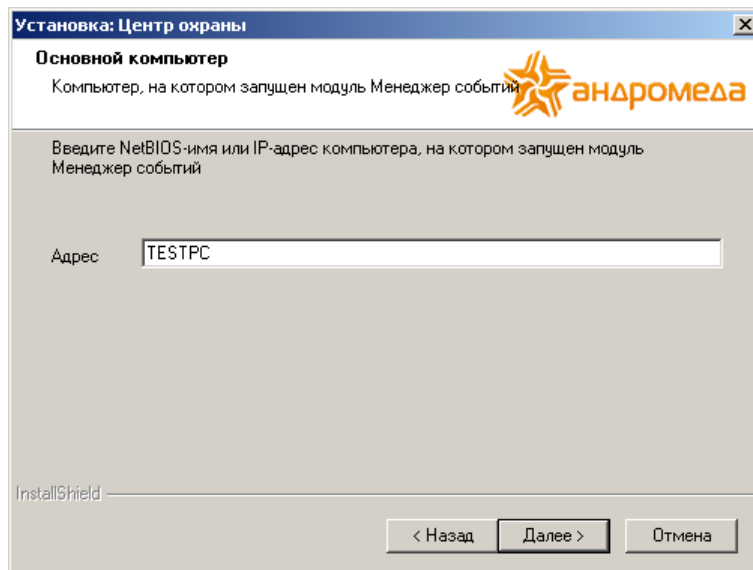 Установка: Центр охраны
Основной компьютер
Компьютер, на котором запущен модуль Менеджер событий
андромеда
Введите NetBIOS-имя или IP-адрес компьютера, на котором запущен модуль
Менеджер событий
Адрес
TESTPC
InstallShield
< Назад
Далее >
Отмена